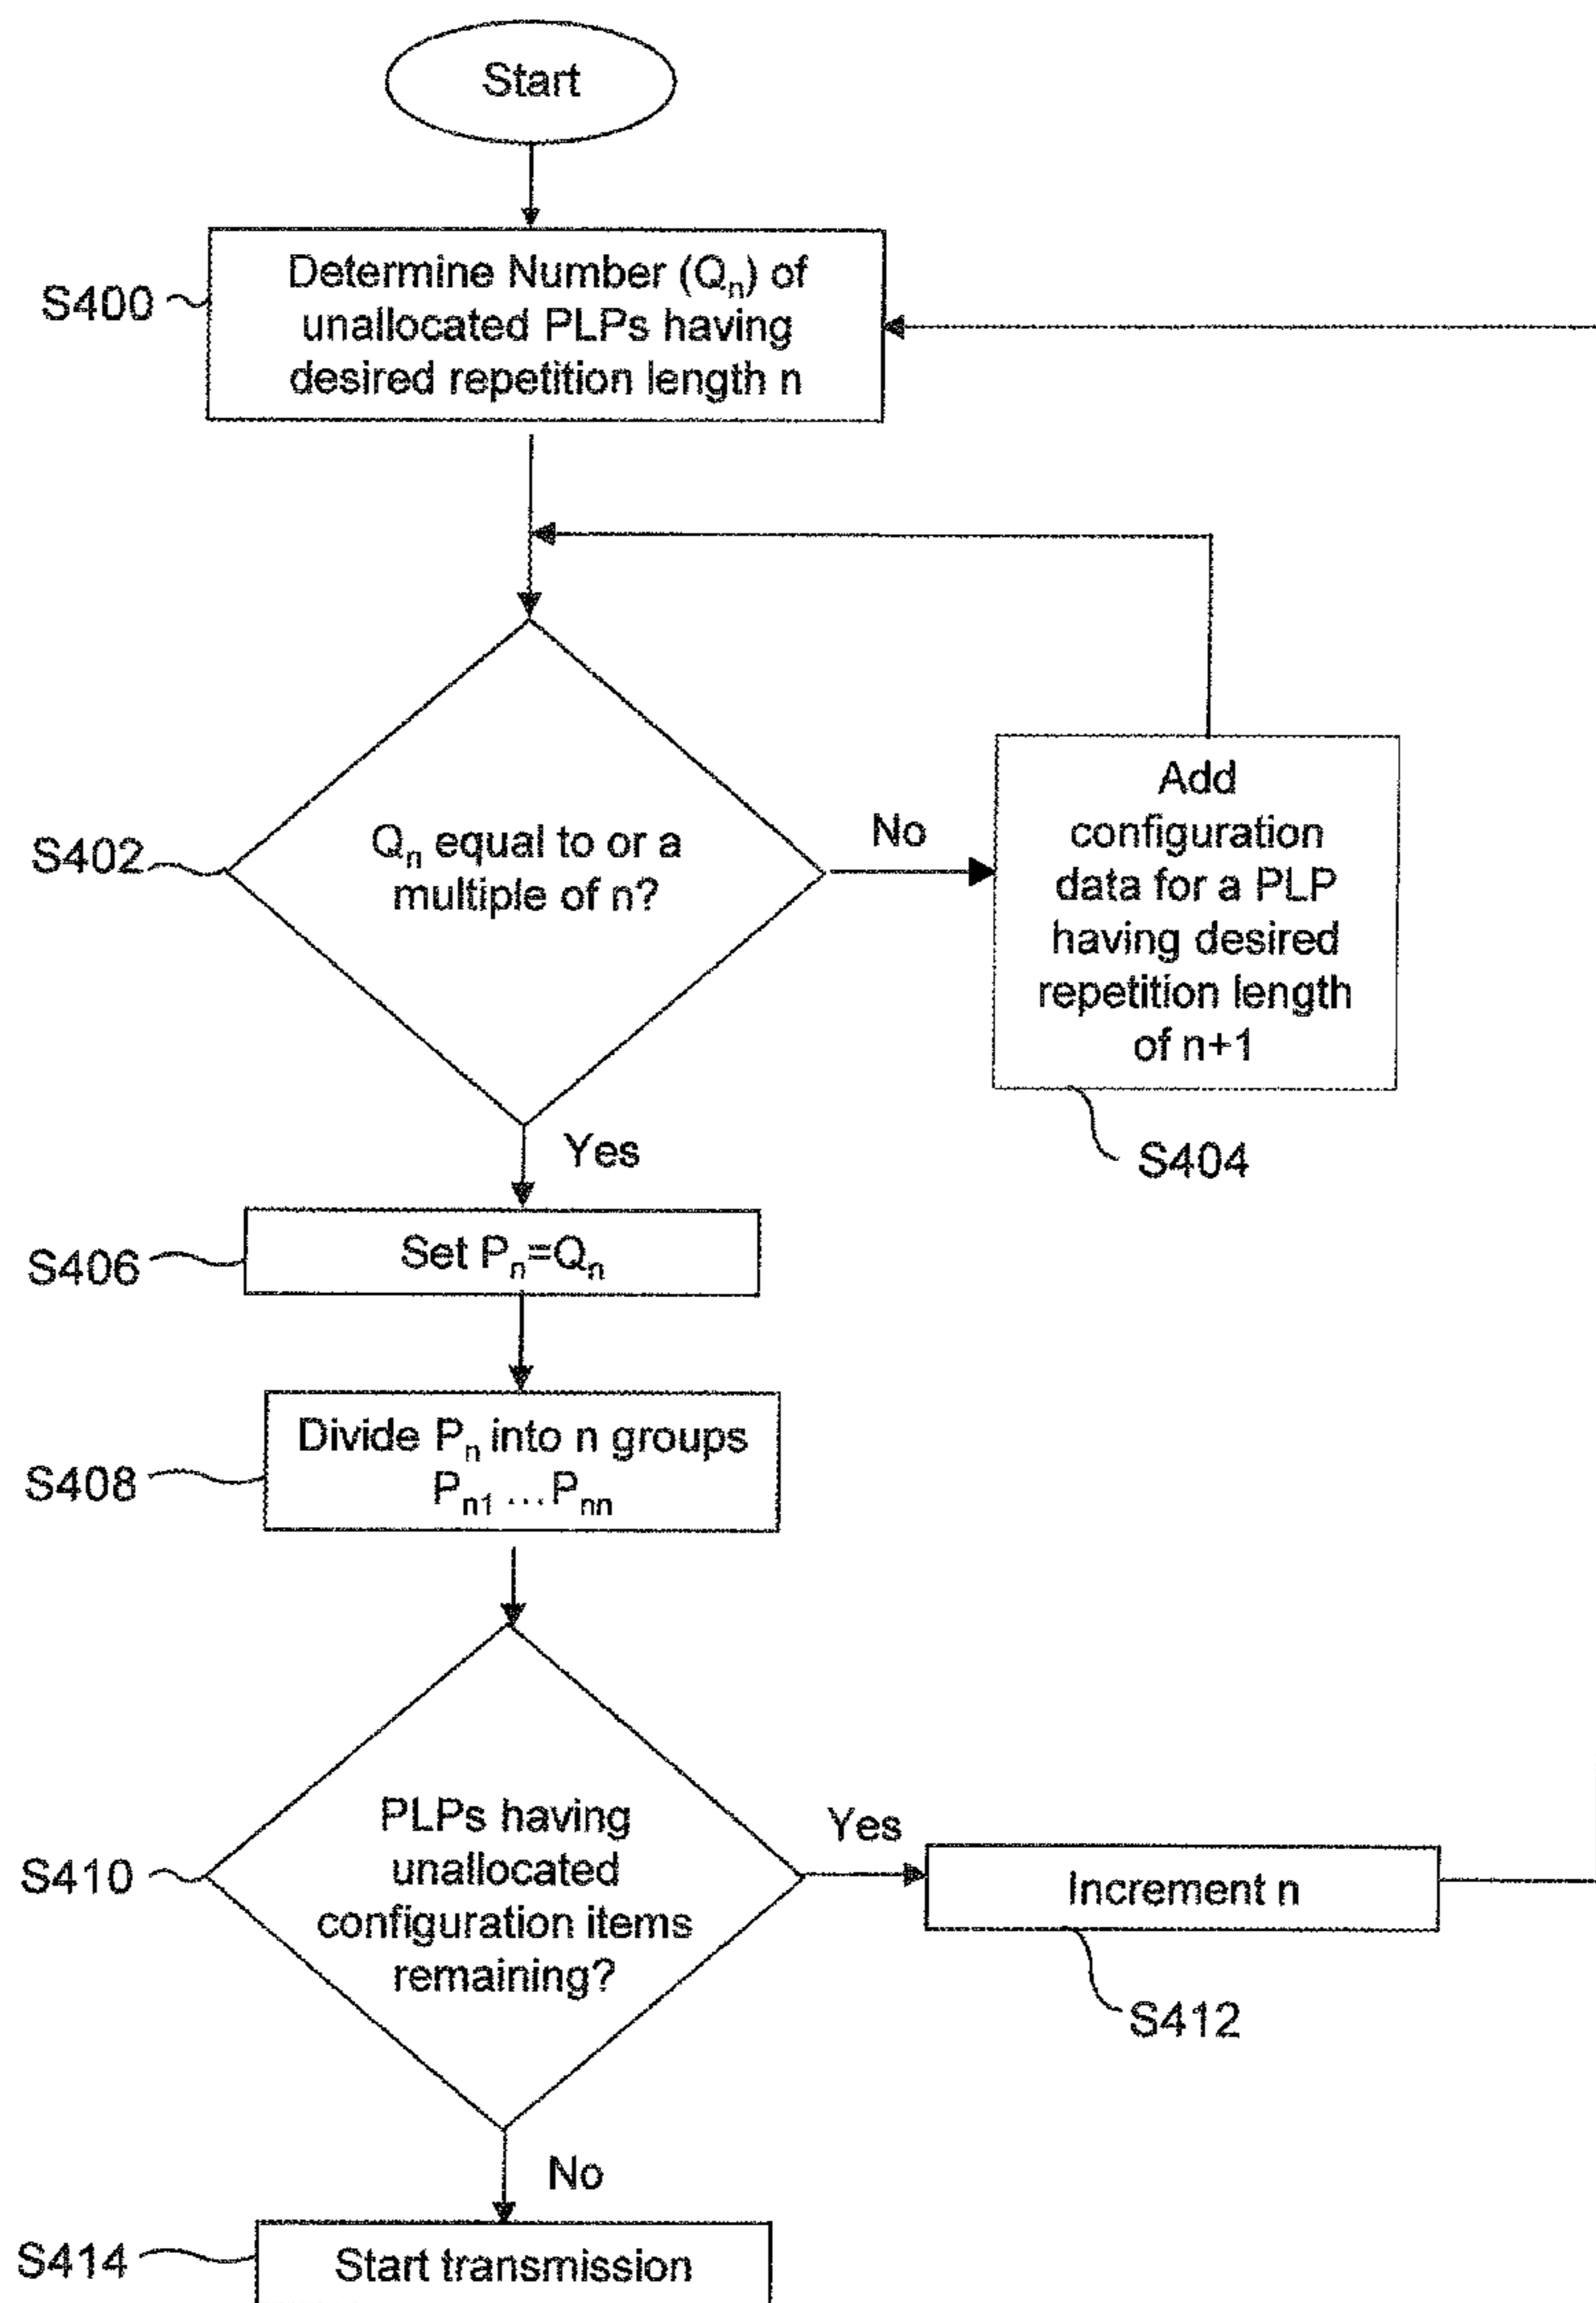 Start
S400
Determine Number (Qn) of
unallocated PLPs having
desired repetition length n
S402
Qn equal to or a
multiple of n?
No
Add
configuration
data for a PLP
having desired
repetition length
of n+1
S404
Yes
S406
Set Pn=Qn
S408
Divide Pn into n groups
Pn1 ... Pnn
S410
PLPs having
unallocated
configuration items
remaining?
Yes
Increment n
S412
No
S414
Start transmission